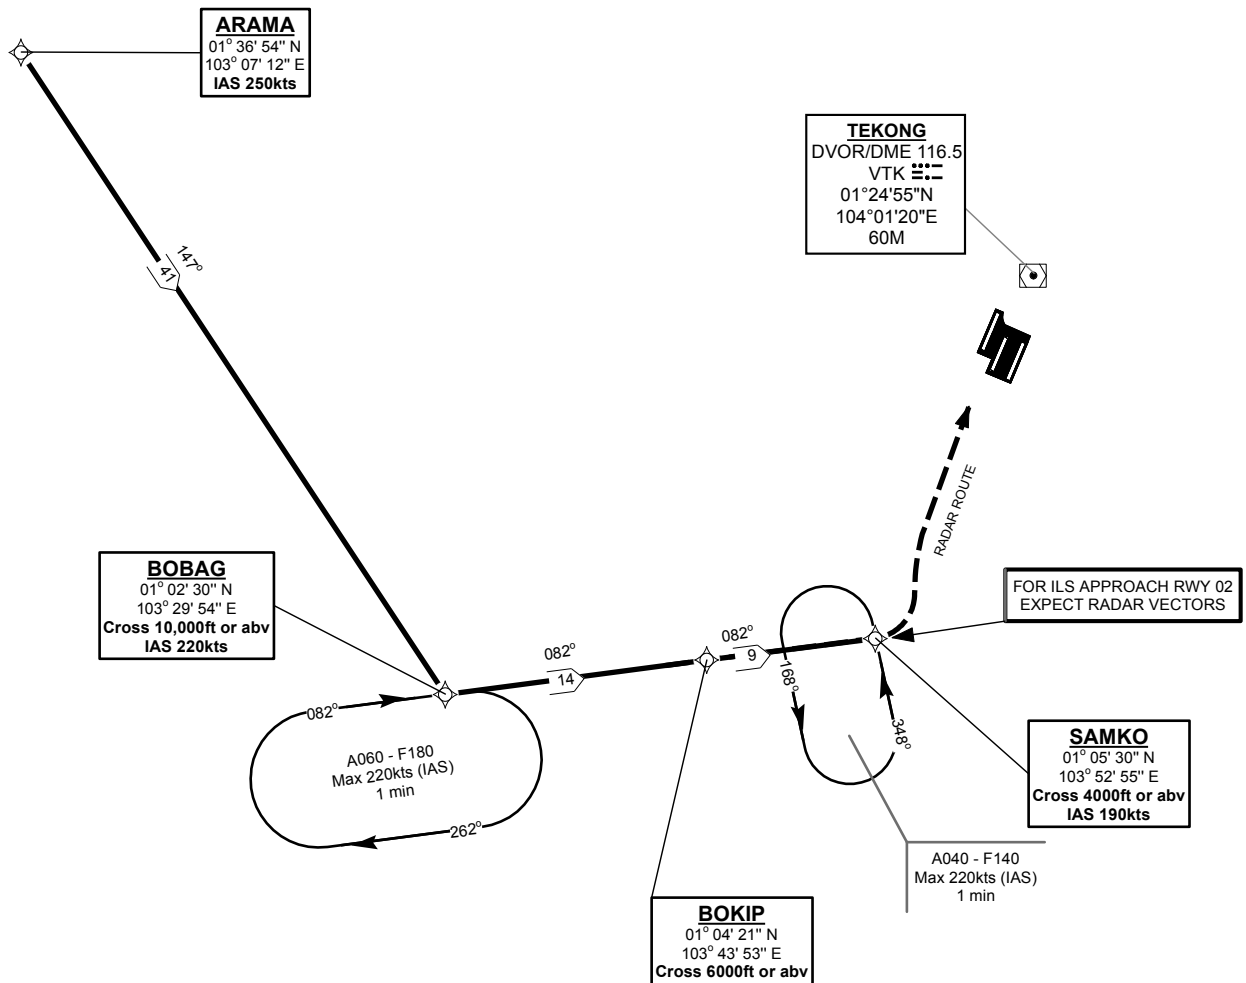 ARAMA
01° 36' 54" N
103° 07' 12" E
IAS 250kts
TEKONG
DVOR/DME 116.5
VTK
01°24'55"N
104°01'20"E
60M
147°
41
RADAR ROUTE
BOBAG
01° 02' 30" N
103° 29' 54" E
Cross 10,000ft or abv
IAS 220kts
FOR ILS APPROACH RWY 02
EXPECT RADAR VECTORS
082°
14
082°
9
082°
A060 - F180
Max 220kts (IAS)
1 min
262°
168°
348°
SAMKO
01° 05' 30" N
103° 52' 55" E
Cross 4000ft or abv
IAS 190kts
A040 - F140
Max 220kts (IAS)
1 min
BOKIP
01° 04' 21" N
103° 43' 53" E
Cross 6000ft or abv